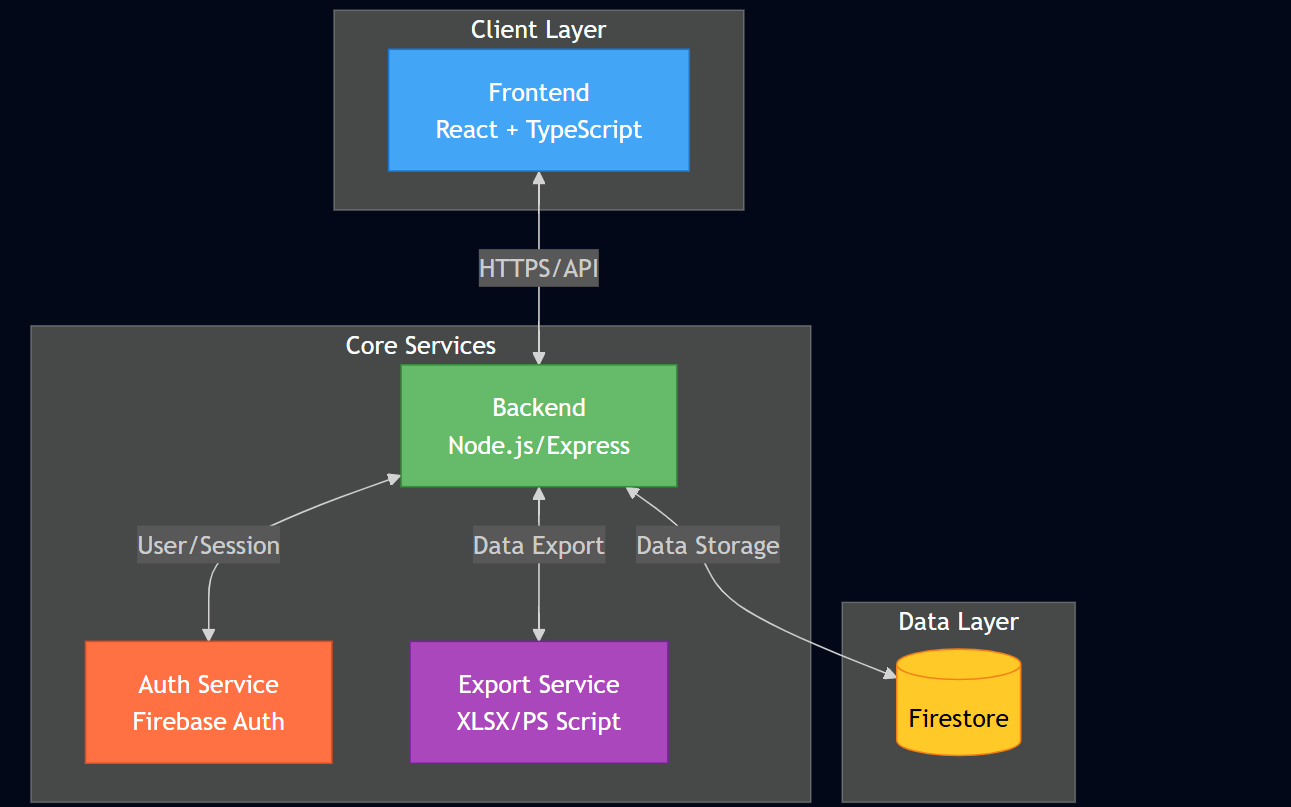 Client Layer
Frontend
React + TypeScript
HTTPS/API
Core Services
Backend
Node.js/Express
User/Session
Data Export
Data Storage
Auth Service
Firebase Auth
Export Service
XLSX/PS Script
Data Layer
Firestore